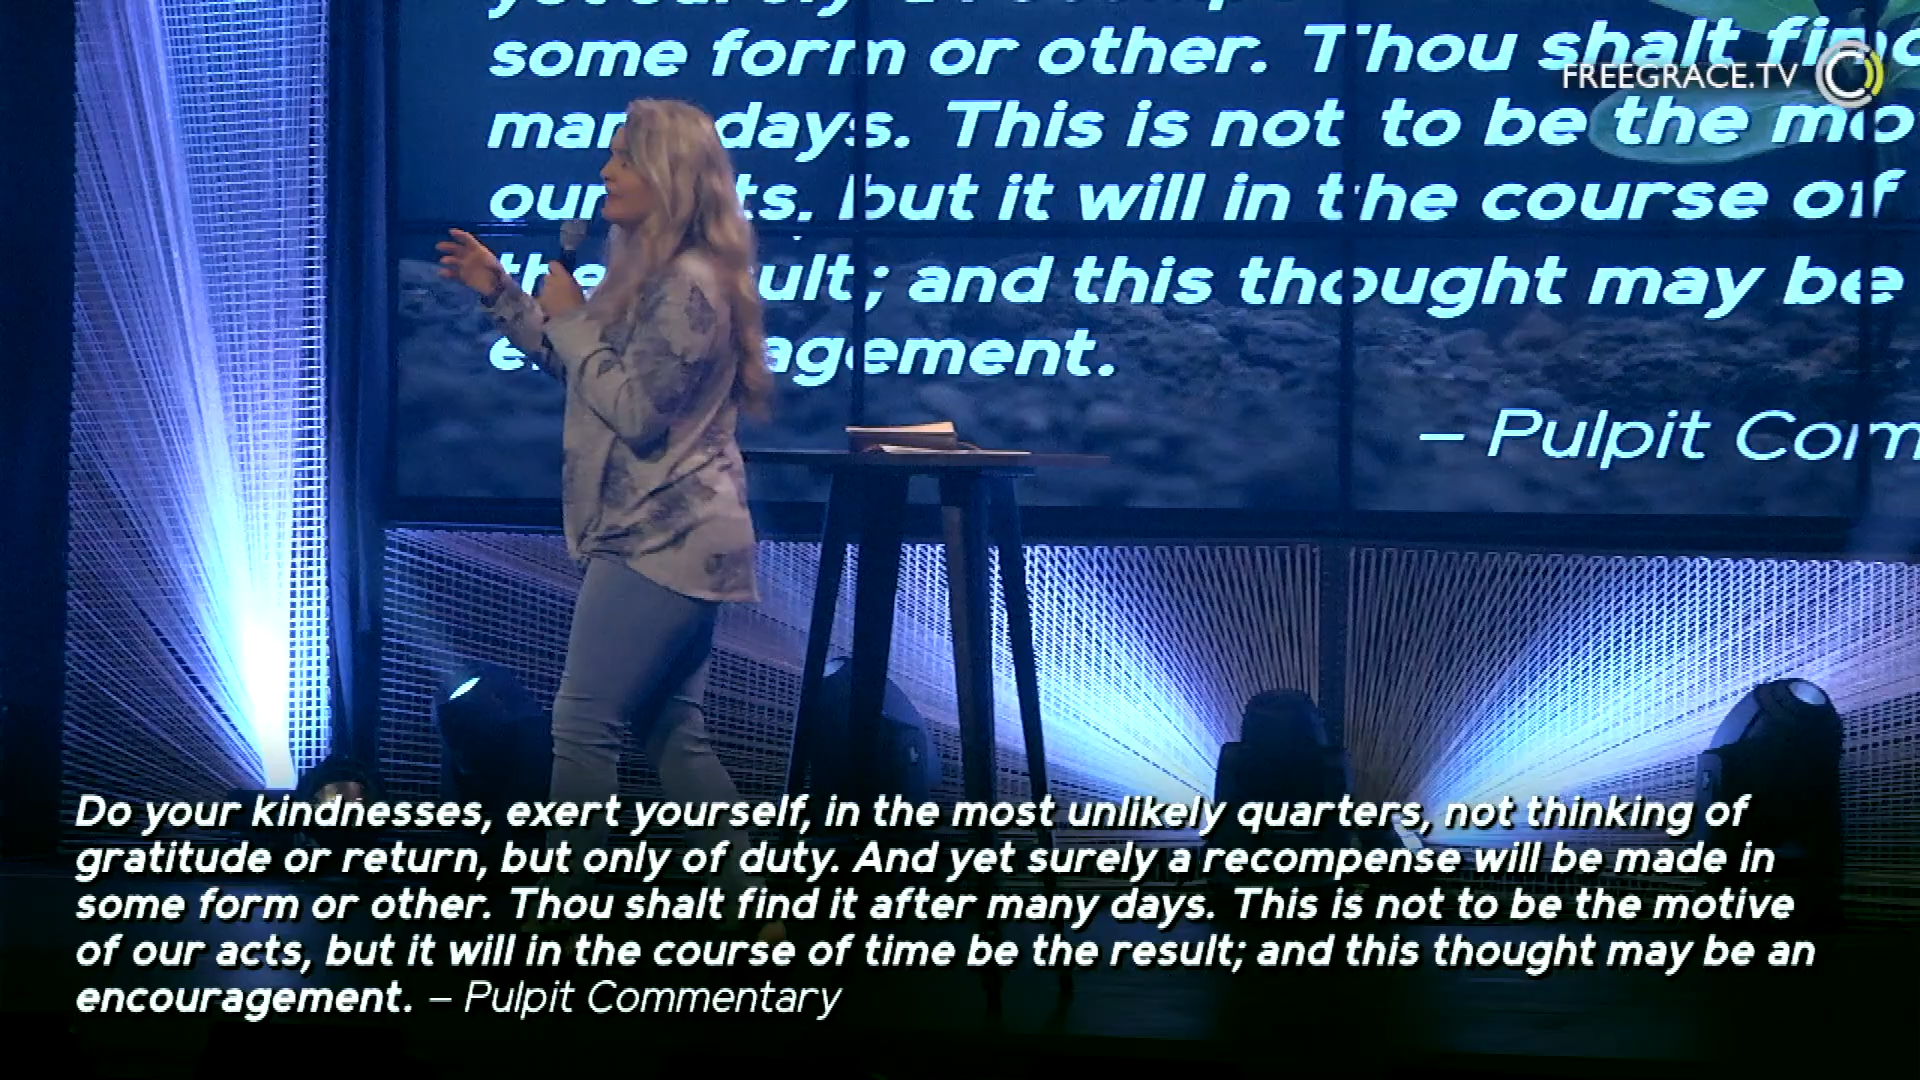 some form or other. Thou shalt find
days. This is not to be the mo
our but it will in the course of
; and this thought may be
ement.
– Pulpit Com
FREEGRACE.TV
Do your kindnesses, exert yourself, in the most unlikely quarters, not thinking of
gratitude or return, but only of duty. And yet surely a recompense will be made in
some form or other. Thou shalt find it after many days. This is not to be the motive
of our acts, but it will in the course of time be the result; and this thought may be an
encouragement. – Pulpit Commentary